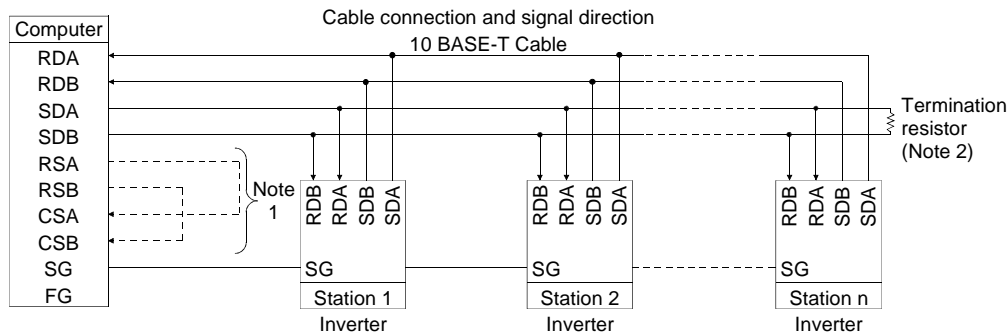 Cable connection and signal direction
10 BASE-T Cable
Computer
RDA
RDB
SDA
SDB
RSA
RSB
CSA
CSB
SG
FG
Note
1
Termination
resistor
(Note 2)
RDB
RDA
SDB
SDA
SG
Station 1
Inverter
RDB
RDA
SDB
SDA
SG
Station 2
Inverter
RDB
RDA
SDB
SDA
SG
Station n
Inverter